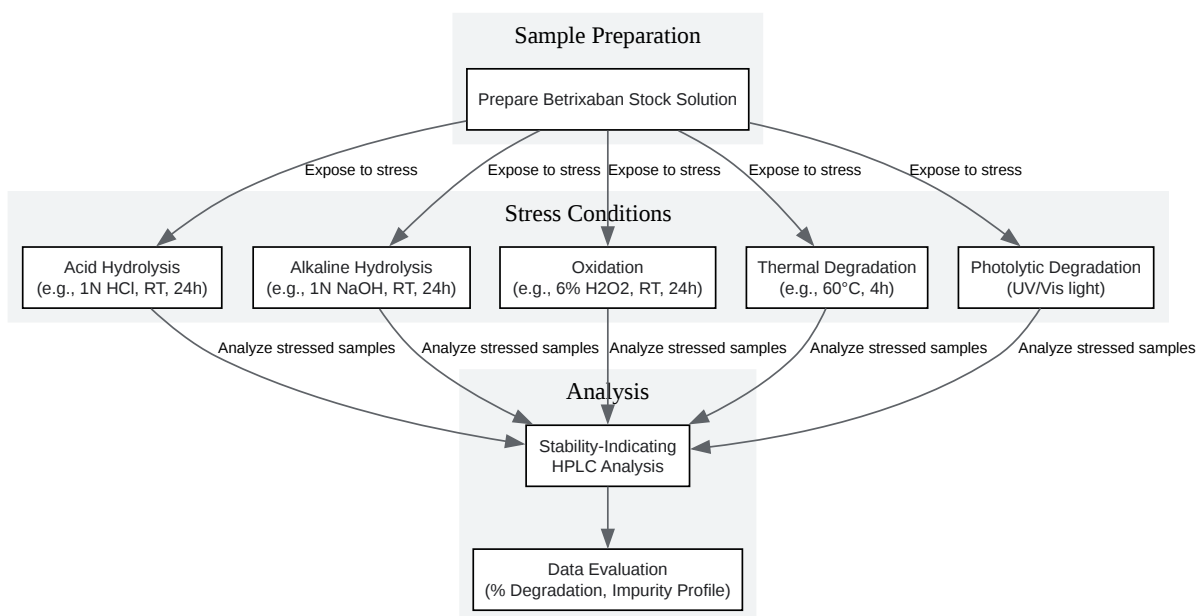 Sample Preparation
Prepare Betrixaban Stock Solution
Expose to stress
Expose to stress
Expose to stress
Expose to stress
Expose to stress
Stress Conditions
Acid Hydrolysis
(e.g., 1N HCl, RT, 24h)
Alkaline Hydrolysis
(e.g., 1N NaOH, RT, 24h)
Oxidation
(e.g., 6% H2O2, RT, 24h)
Thermal Degradation
(e.g., 60°C, 4h)
Photolytic Degradation
(UV/Vis light)
Analyze stressed samples
Analyze stressed samples
Analyze stressed samples
Analyze stressed samples
Analyze stressed samples
Analysis
Stability-Indicating
HPLC Analysis
Data Evaluation
(% Degradation, Impurity Profile)